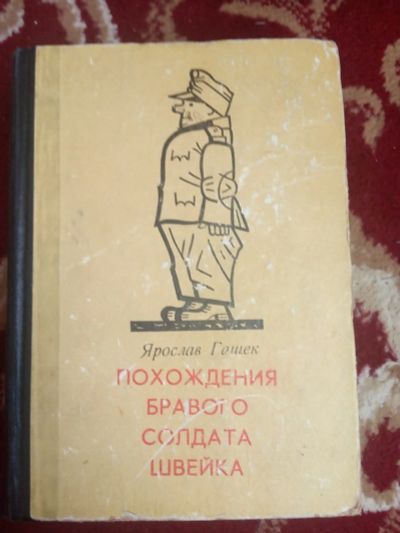 Ярослав Гашек
ПОХОЖДЕНИЯ
БРАВОГО
СОЛДАТА
ШВЕЙКА